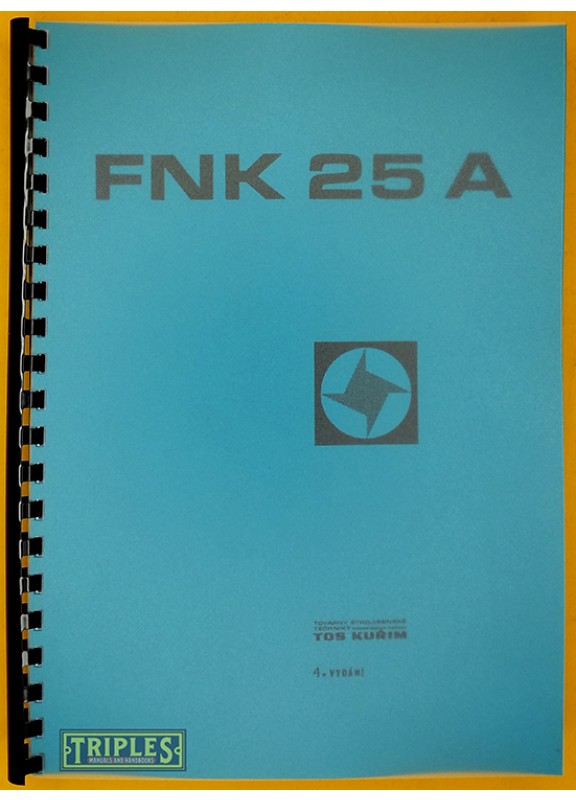 FNK 25 A
TOVÁRNY STROJÍRENSKÉ
TECHNIKY
TOS KUŘIM
4. VYDÁNÍ
TRIPLES
MANUALS AND HANDBOOKS